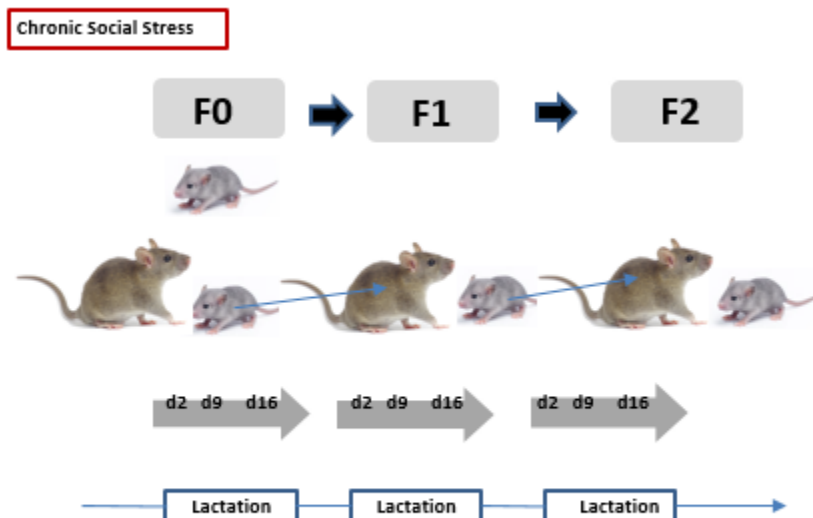 Chronic Social Stress
F0 F1 F2
d2 d9 d16 d2 d9 d16 d2 d9 d16
Lactation Lactation Lactation